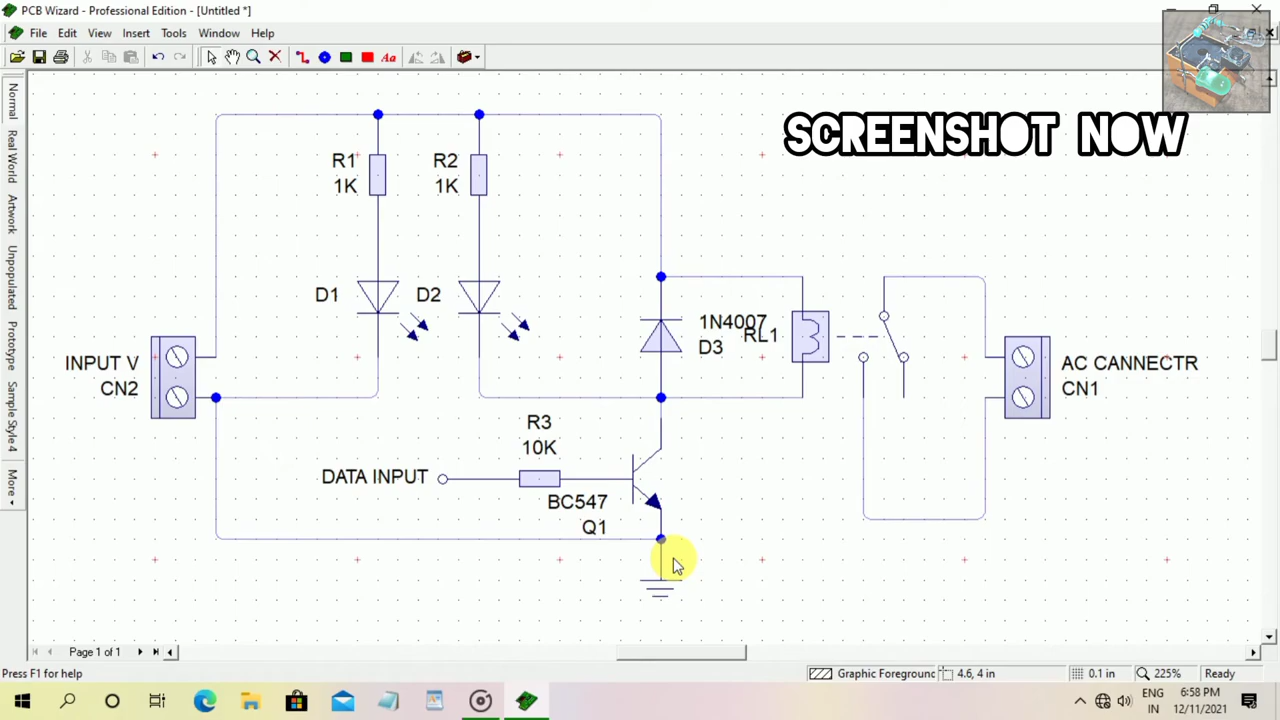 PCB Wizard - Professional Edition - [Untitled *]
File Edit View Insert Tools Window Help
Aa
SCREENSHOT NOW
Normal
Real World
Artwork
Unpopulated
Prototype
Sample Style 4
More
R1
1K
R2
1K
D1
D2
1N4007
D3
RL1
INPUT V
CN2
AC CANNECTR
CN1
R3
10K
DATA INPUT
BC547
Q1
Page 1 of 1
Press F1 for help
Graphic Foregrounc
4.6, 4 in
0.1 in
225%
Ready
ENG
IN
6:58 PM
12/11/2021